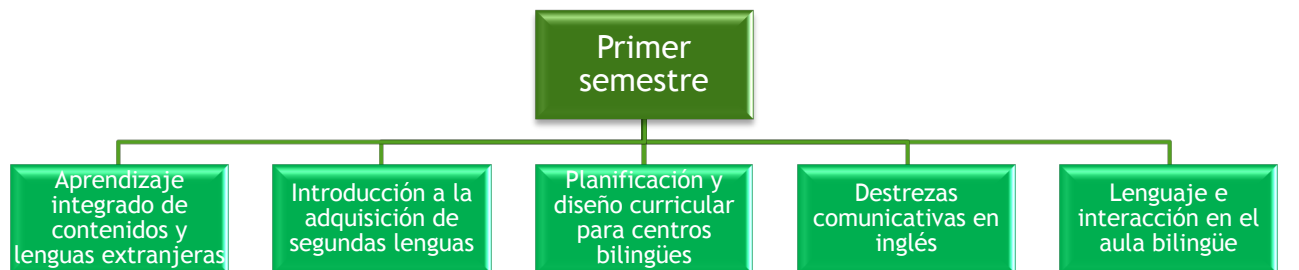 Primer
semestre
Aprendizaje
integrado de
contenidos y
lenguas extranjeras
Introducción a la
adquisición de
segundas lenguas
Planificación y
diseño curricular
para centros
bilingües
Destrezas
comunicativas en
inglés
Lenguaje e
interacción en el
aula bilingüe